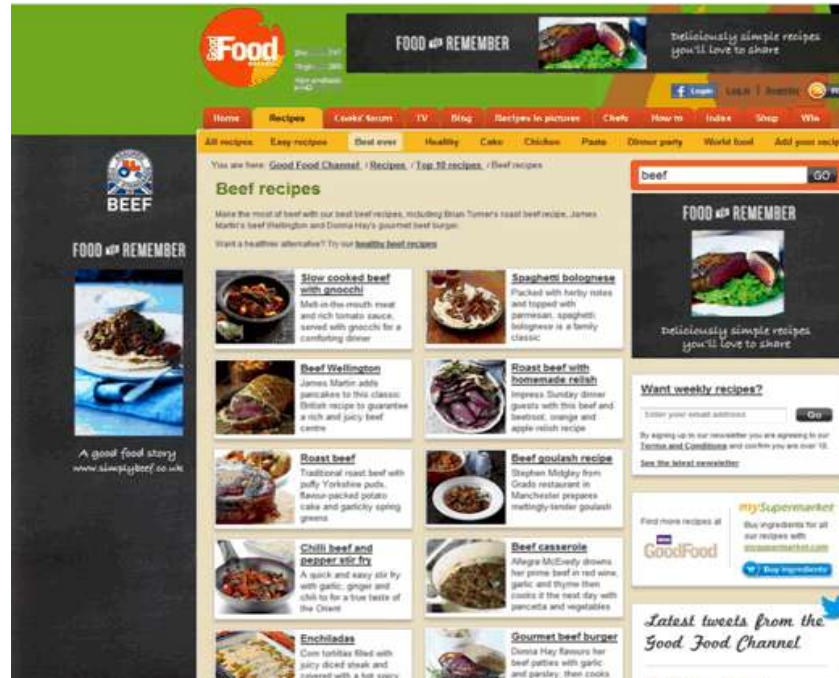 Good
Food
FOOD TO REMEMBER
Deliciously simple recipes
you'll love to share
Login
Home Recipes Cooks' forum TV Blog Recipes in pictures Chefs How to Index Shop Win
All recipes Easy recipes Best ever Healthy Cake Chicken Pasta Dinner party World food Add your
You are here: Good Food Channel / Recipes / Top 10 recipes / Beef recipes
beef GO
Beef recipes
Make the most of beef with our best beef recipes, including Brian Turner's roast beef recipe, James
Martin's beef Wellington and Donna Hay's gourmet beef burger.
Want a healthier alternative? Try our healthy beef recipes
BEEF
FOOD TO REMEMBER
A good food story
www.simplybeef.co.uk
Slow cooked beef
with gnocchi
Melt-in-the-mouth meat
and rich tomato sauce,
served with gnocchi for a
comforting dinner
Spaghetti bolognese
Packed with herby notes
and topped with
parmesan, spaghetti
bolognese is a family
classic
Beef Wellington
James Martin adds
pancakes to this classic
British recipe to guarantee
a rich and juicy beef
centre
Roast beef with
homemade relish
Impress Sunday dinner
guests with this beef and
beetroot, orange and
apple relish recipe
Roast beef
Traditional roast beef with
puffy Yorkshire puds,
flavour-packed potato
cake and garlicky spring
greens
Beef goulash recipe
Stephen Midgley from
Grado restaurant in
Manchester prepares
meltingly-tender goulash
Chilli beef and
pepper stir fry
A quick and easy stir fry
with garlic, ginger and
chili to for a true taste of
the Orient
Beef casserole
Allegra McEvedy drowns
her prime beef in red wine,
garlic and thyme then
cooks it the next day with
pancetta and vegetables
Enchiladas
Corn tortillas filled with
juicy diced steak and
covered with a hot spicy
Gourmet beef burger
Donna Hay flavours her
beef patties with garlic
and parsley, then cooks
FOOD TO REMEMBER
Deliciously simple recipes
you'll love to share
Want weekly recipes?
Enter your email address Go
By signing up to our newsletter you are agreeing to our
Terms and Conditions and confirm you are over 18.
See the latest newsletter
Find more recipes at
GoodFood
mySupermarket
Buy ingredients for all
our recipes with
mysupermarket.com
Buy ingredients
Latest tweets from the
Good Food Channel